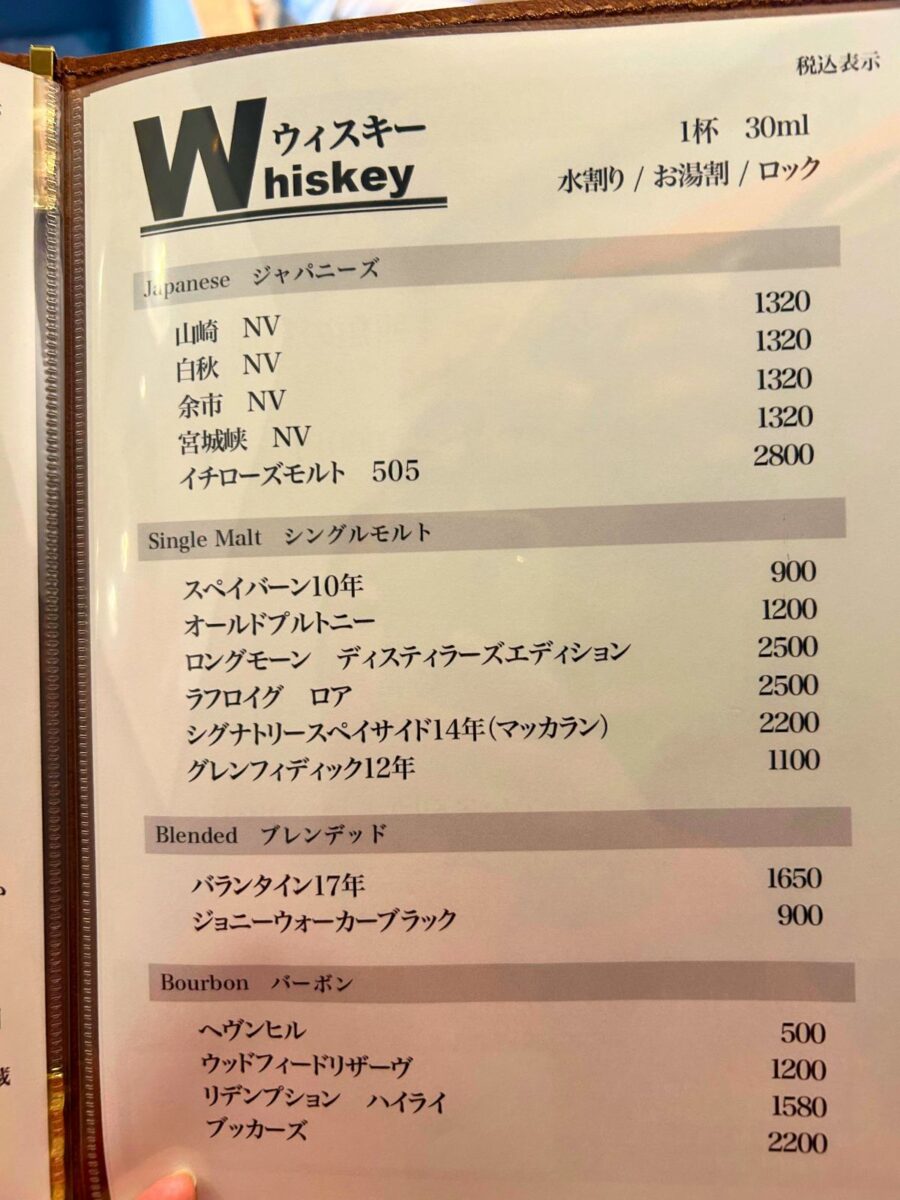 税込表示
ウィスキー
Whiskey
1杯 30ml
水割り / お湯割 / ロック
Japanese ジャパニーズ
山崎 NV 1320
白秋 NV 1320
余市 NV 1320
宮城峡 NV 1320
イチローズモルト 505 2800
Single Malt シングルモルト
スペイバーン10年 900
オールドプルトニー 1200
ロングモーン ディスティラーズエディション 2500
ラフロイグ ロア 2500
シグナトリースペイサイド14年(マッカラン) 2200
グレンフィディック12年 1100
Blended ブレンデッド
バランタイン17年 1650
ジョニーウォーカーブラック 900
Bourbon バーボン
ヘヴンヒル 500
ウッドフィードリザーヴ 1200
リデンプション ハイライ 1580
ブッカーズ 2200